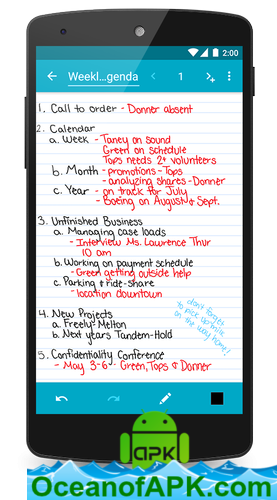 2:00
Weekl...genda
1
1. Call to order - Donner absent
2. Calendar
a. Week - Taney on sound
Green on schedule
Tops needs 2+ volunteers
b. Month - promotions - Tops
- analyzing shares - Donner
c. Year - on track for July
- Boeing on August & Sept.
3. Unfinished Business
a. Managing case loads
- Interview Ms. Lawrence Thur
10 am
b. Working on payment schedule
- Green getting outside help
c. Parking & ride-share
- location downtown
don't forget
to pick up milk
on the way home!
4. New Projects
a. Freely-Melton
b. Next years Tandem-Hold
5. Confidentiality Conference
- May 3-6 - Green, Tops & Donner
APK
OceanofAPK.com